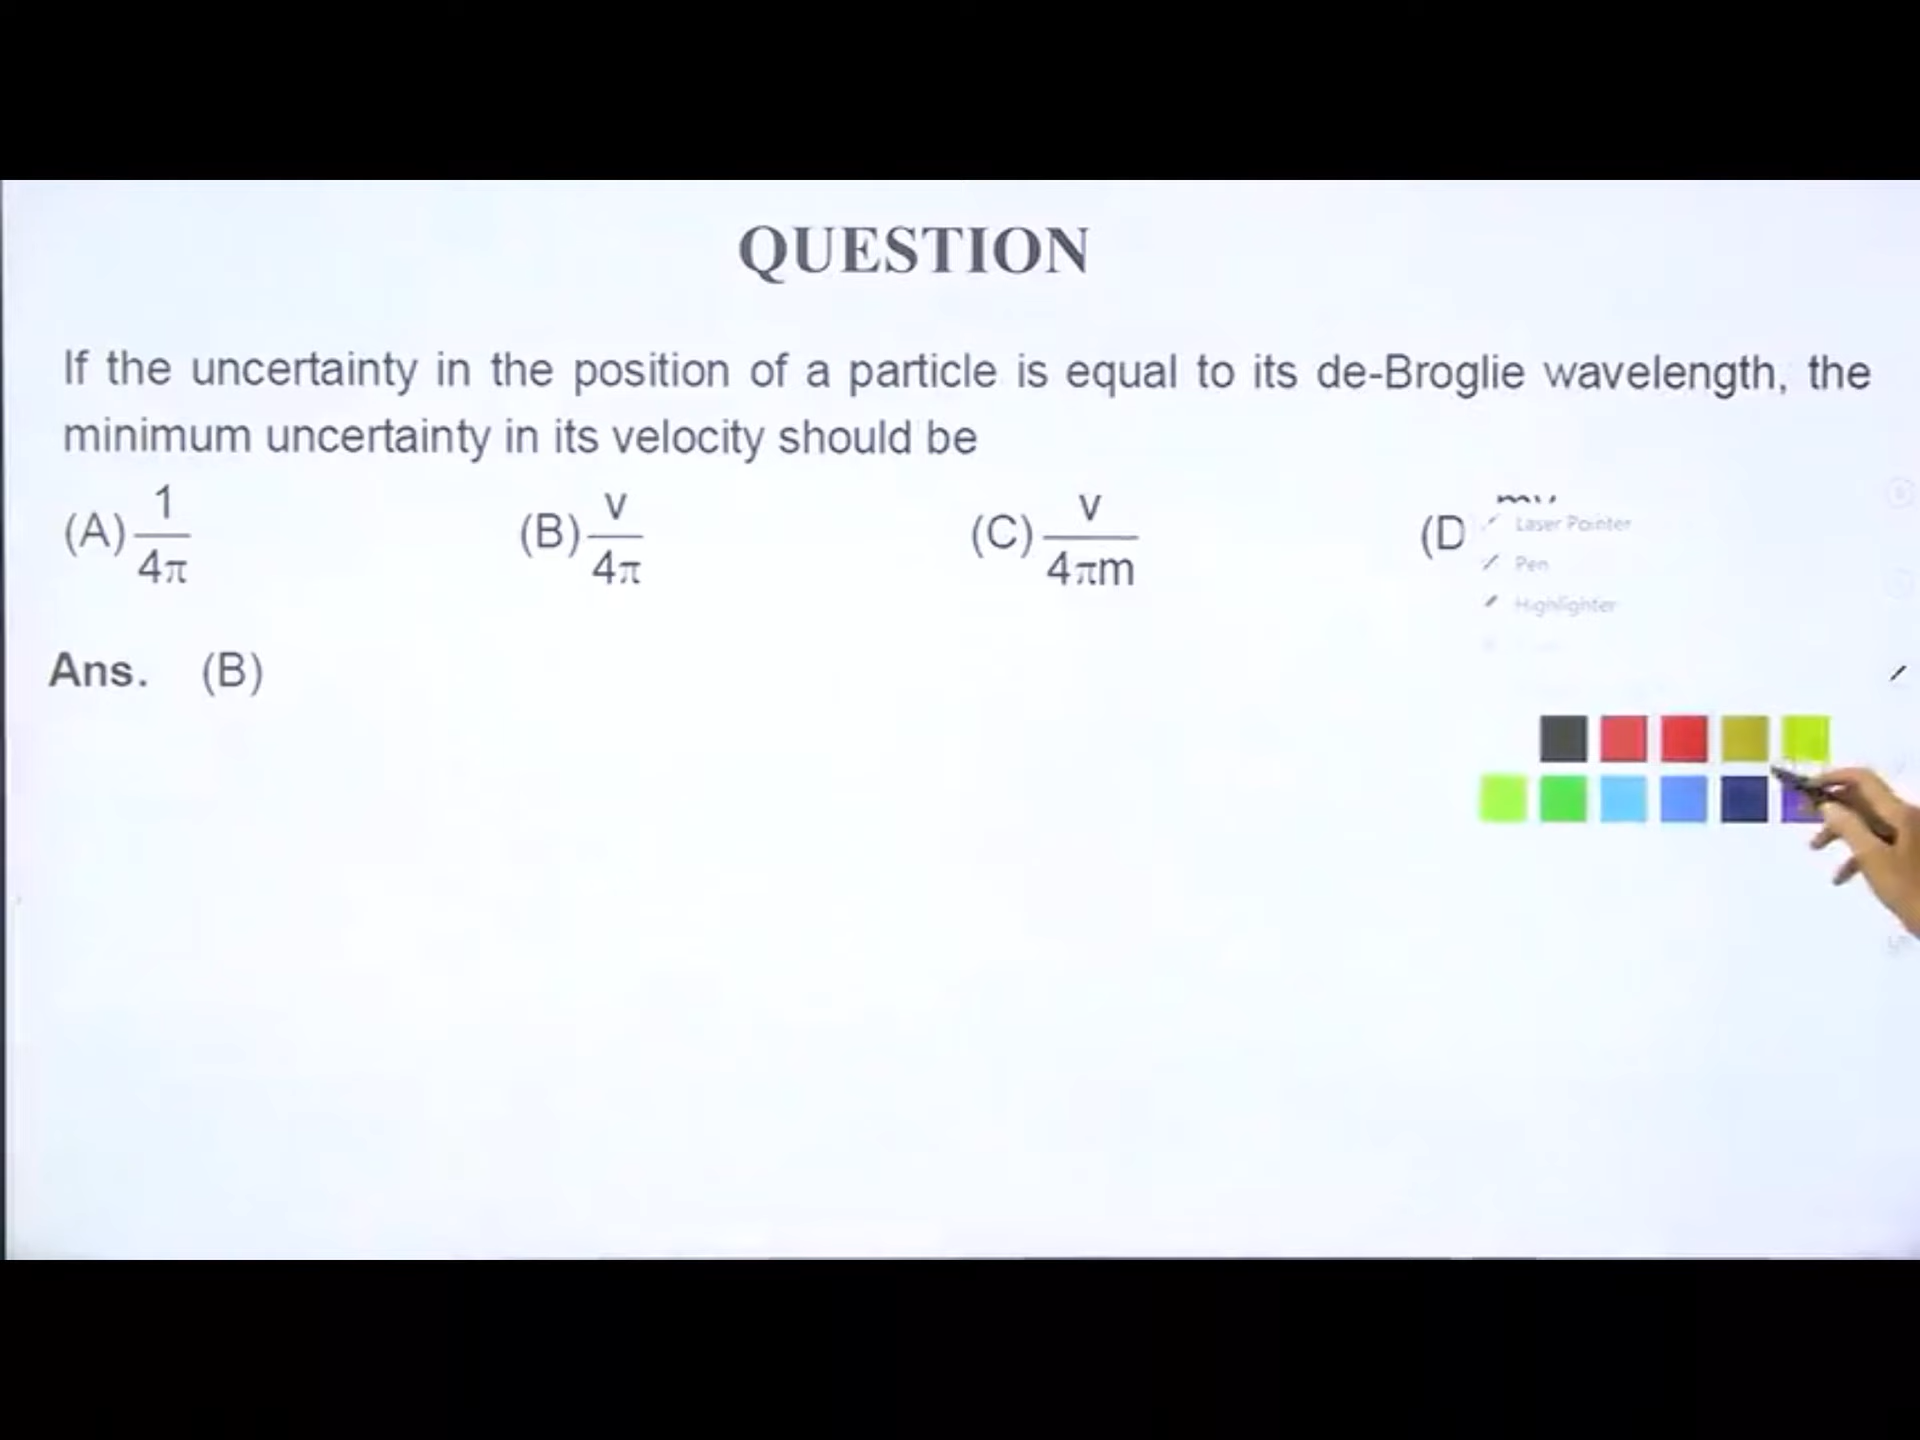 QUESTION
If the uncertainty in the position of a particle is equal to its de-Broglie wavelength, the
minimum uncertainty in its velocity should be
(A) 1/4π (B) v/4π (C) v/4πm (D
Laser Pointer
Pen
Highlighter
Ans. (B)